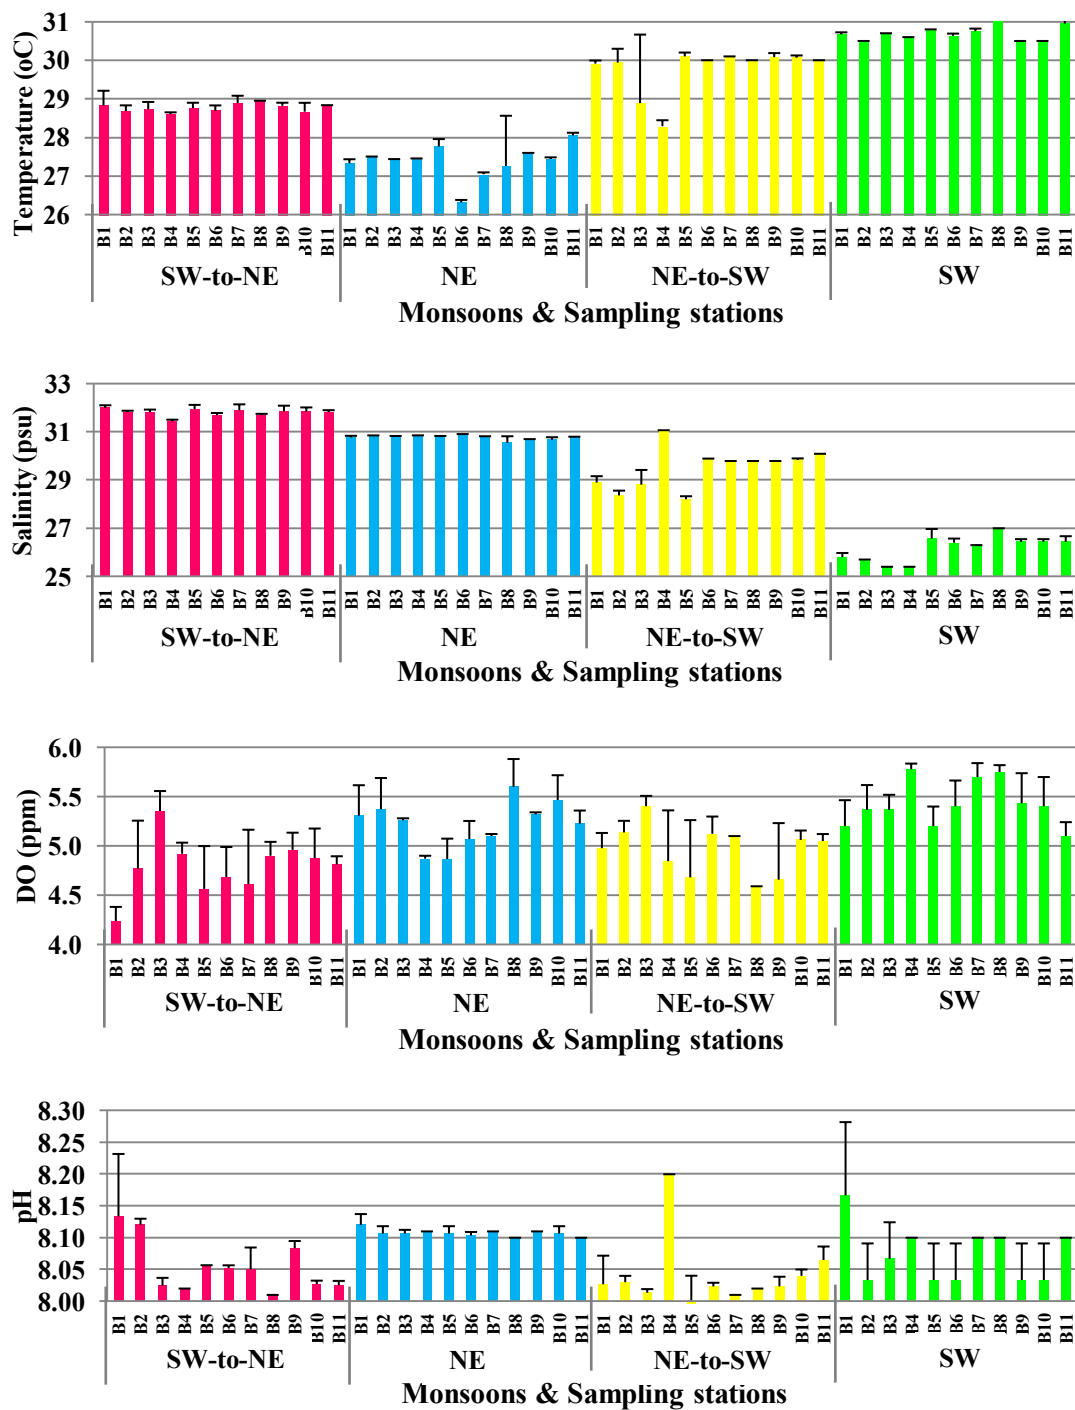 Temperature (oC)
31
30
29
28
27
26
B1 B2 B3 B4 B5 B6 B7 B8 B9 B10 B11 B1 B2 B3 B4 B5 B6 B7 B8 B9 B10 B11 B1 B2 B3 B4 B5 B6 B7 B8 B9 B10 B11 B1 B2 B3 B4 B5 B6 B7 B8 B9 B10 B11
SW-to-NE NE NE-to-SW SW
Monsoons & Sampling stations
Salinity (psu)
33
31
29
27
25
B1 B2 B3 B4 B5 B6 B7 B8 B9 B10 B11 B1 B2 B3 B4 B5 B6 B7 B8 B9 B10 B11 B1 B2 B3 B4 B5 B6 B7 B8 B9 B10 B11 B1 B2 B3 B4 B5 B6 B7 B8 B9 B10 B11
SW-to-NE NE NE-to-SW SW
Monsoons & Sampling stations
DO (ppm)
6.0
5.5
5.0
4.5
4.0
B1 B2 B3 B4 B5 B6 B7 B8 B9 B10 B11 B1 B2 B3 B4 B5 B6 B7 B8 B9 B10 B11 B1 B2 B3 B4 B5 B6 B7 B8 B9 B10 B11 B1 B2 B3 B4 B5 B6 B7 B8 B9 B10 B11
SW-to-NE NE NE-to-SW SW
Monsoons & Sampling stations
pH
8.30
8.25
8.20
8.15
8.10
8.05
8.00
B1 B2 B3 B4 B5 B6 B7 B8 B9 B10 B11 B1 B2 B3 B4 B5 B6 B7 B8 B9 B10 B11 B1 B2 B3 B4 B5 B6 B7 B8 B9 B10 B11 B1 B2 B3 B4 B5 B6 B7 B8 B9 B10 B11
SW-to-NE NE NE-to-SW SW
Monsoons & Sampling stations